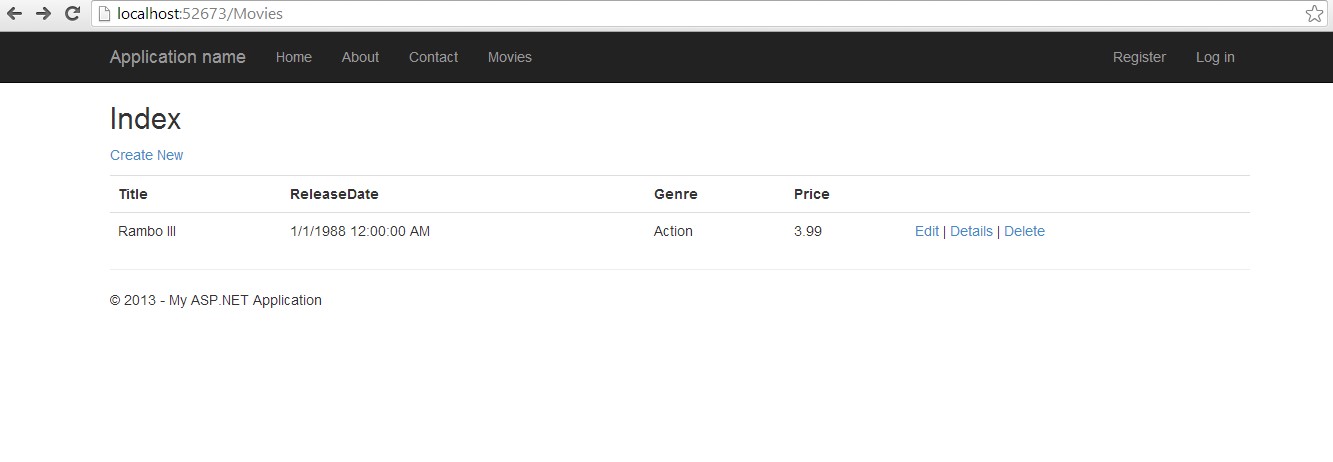 localhost:52673/Movies
Application name Home About Contact Movies Register Log in
Index
Create New
Title ReleaseDate Genre Price
Rambo III 1/1/1988 12:00:00 AM Action 3.99 Edit | Details | Delete
© 2013 - My ASP.NET Application